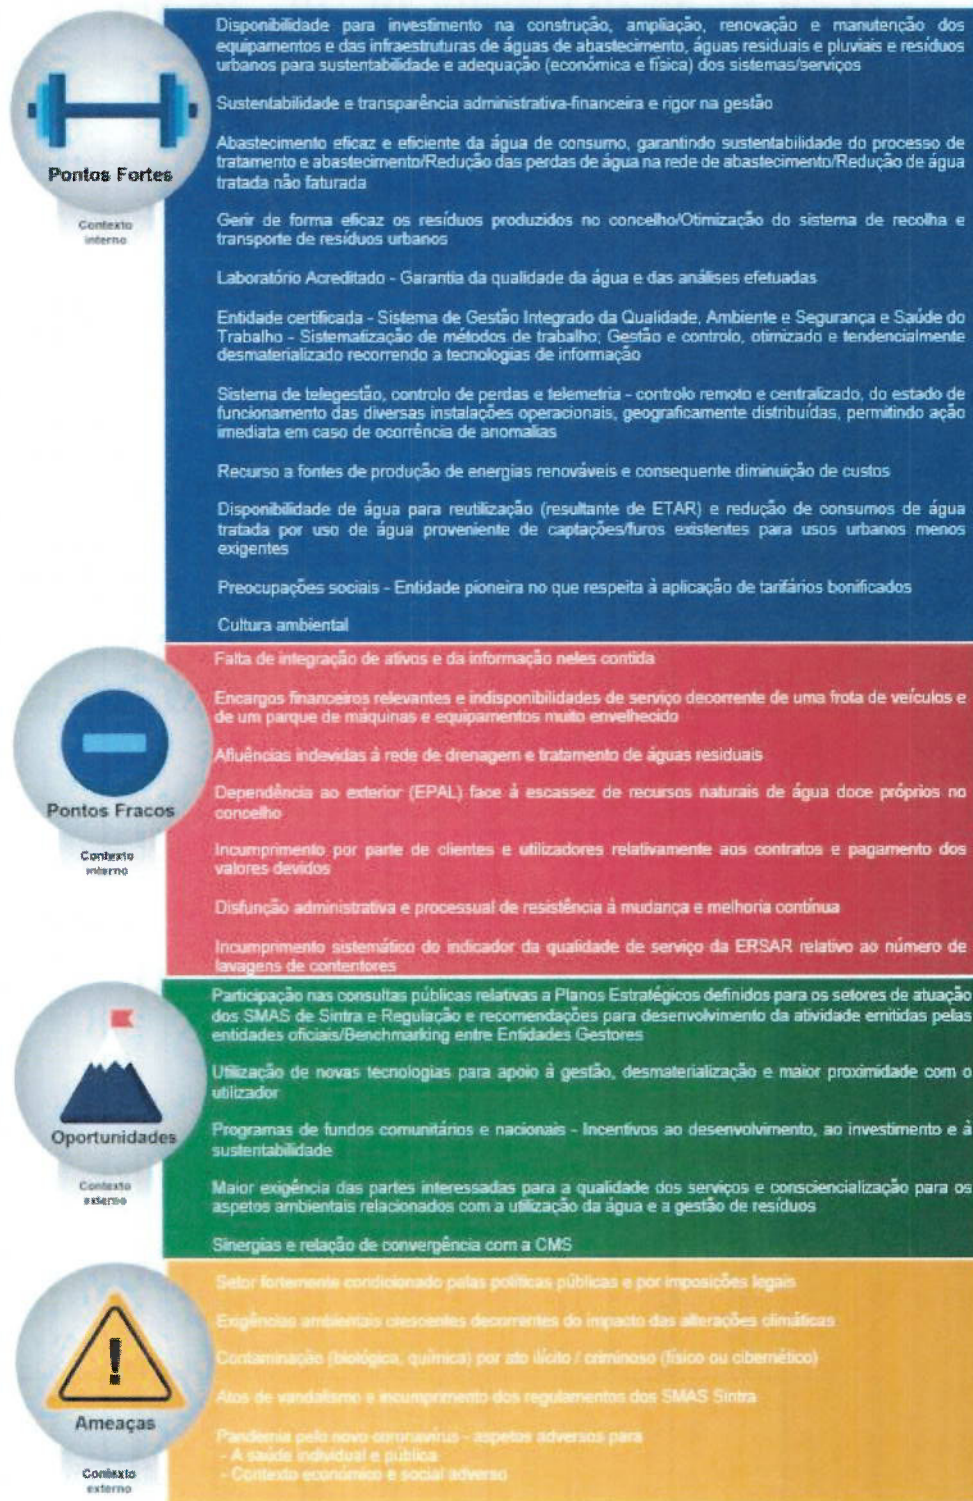 Disponibilidade para investimento na construção, ampliação, renovação e manutenção dos
equipamentos e das infraestruturas de águas de abastecimento, águas residuais e pluviais e resíduos
urbanos para sustentabilidade e adequação (económica e física) dos sistemas/serviços
Sustentabilidade e transparência administrativa-financeira e rigor na gestão
Abastecimento eficaz e eficiente da água de consumo, garantindo sustentabilidade do processo de
tratamento e abastecimento/Redução das perdas de água na rede de abastecimento/Redução de água
tratada não faturada
Pontos Fortes
Contexto
interno
Gerir de forma eficaz os resíduos produzidos no concelho/Otimização do sistema de recolha e
transporte de resíduos urbanos
Laboratório Acreditado - Garantia da qualidade da água e das análises efetuadas
Entidade certificada - Sistema de Gestão Integrado da Qualidade, Ambiente e Segurança e Saúde do
Trabalho - Sistematização de métodos de trabalho; Gestão e controlo, otimizado e tendencialmente
desmaterializado recorrendo a tecnologias de informação
Sistema de telegestão, controlo de perdas e telemetria - controlo remoto e centralizado, do estado de
funcionamento das diversas instalações operacionais, geograficamente distribuídas, permitindo ação
imediata em caso de ocorrência de anomalias
Recurso a fontes de produção de energias renováveis e consequente diminuição de custos
Disponibilidade de água para reutilização (resultante de ETAR) e redução de consumos de água
tratada por uso de água proveniente de captações/furos existentes para usos urbanos menos
exigentes
Preocupações sociais - Entidade pioneira no que respeita à aplicação de tarifários bonificados
Cultura ambiental
Falta de integração de ativos e da informação neles contida
Encargos financeiros relevantes e indisponibilidades de serviço decorrente de uma frota de veículos e
de um parque de máquinas e equipamentos muito envelhecido
Afluências indevidas à rede de drenagem e tratamento de águas residuais
Dependência ao exterior (EPAL) face à escassez de recursos naturais de água doce próprios no
concelho
Pontos Fracos
Contexto
interno
Incumprimento por parte de clientes e utilizadores relativamente aos contratos e pagamento dos
valores devidos
Disfunção administrativa e processual de resistência à mudança e melhoria contínua
Incumprimento sistemático do indicador da qualidade de serviço da ERSAR relativo ao número de
lavagens de contentores
Participação nas consultas públicas relativas a Planos Estratégicos definidos para os setores de atuação
dos SMAS de Sintra e Regulação e recomendações para desenvolvimento da atividade emitidas pelas
entidades oficiais/Benchmarking entre Entidades Gestores
Utilização de novas tecnologias para apoio à gestão, desmaterialização e maior proximidade com o
utilizador
Oportunidades
Contexto
externo
Programas de fundos comunitários e nacionais - Incentivos ao desenvolvimento, ao investimento e à
sustentabilidade
Maior exigência das partes interessadas para a qualidade dos serviços e consciencialização para os
aspetos ambientais relacionados com a utilização da água e a gestão de resíduos
Sinergias e relação de convergência com a CMS
Setor fortemente condicionado pelas políticas públicas e por imposições legais
Exigências ambientais crescentes decorrentes do impacto das alterações climáticas
Contaminação (biológica, química) por ato ilícito / criminoso (físico ou cibernético)
Atos de vandalismo e incumprimento dos regulamentos dos SMAS Sintra
Ameaças
Contexto
externo
Pandemia pelo novo coronavírus - aspetos adversos para
- A saúde individual e pública
- Contexto económico e social adverso